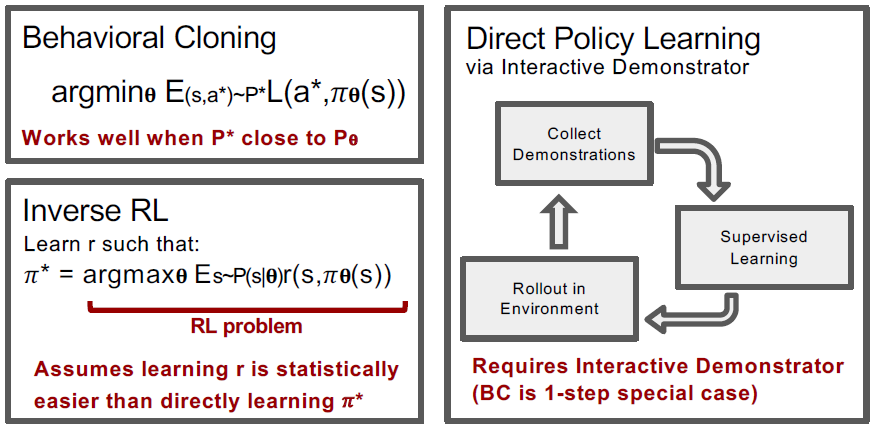 Behavioral Cloning
argminθ E(s,a*)~P*L(a*,πθ(s))
Works well when P* close to Pθ
Inverse RL
Learn r such that:
π* = argmaxθ Es~P(s|θ)r(s,πθ(s))
RL problem
Assumes learning r is statistically
easier than directly learning π*
Direct Policy Learning
via Interactive Demonstrator
Collect
Demonstrations
Supervised
Learning
Rollout in
Environment
Requires Interactive Demonstrator
(BC is 1-step special case)